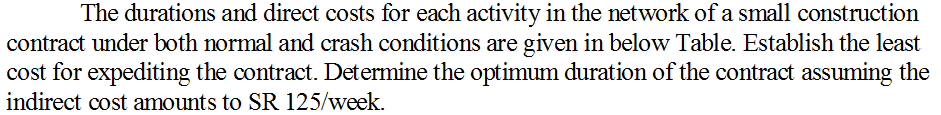 The durations and direct costs for each activity in the network of a small construction
contract under both normal and crash conditions are given in below Table. Establish the least
cost for expediting the contract. Determine the optimum duration of the contract assuming the
indirect cost amounts to SR 125/week.